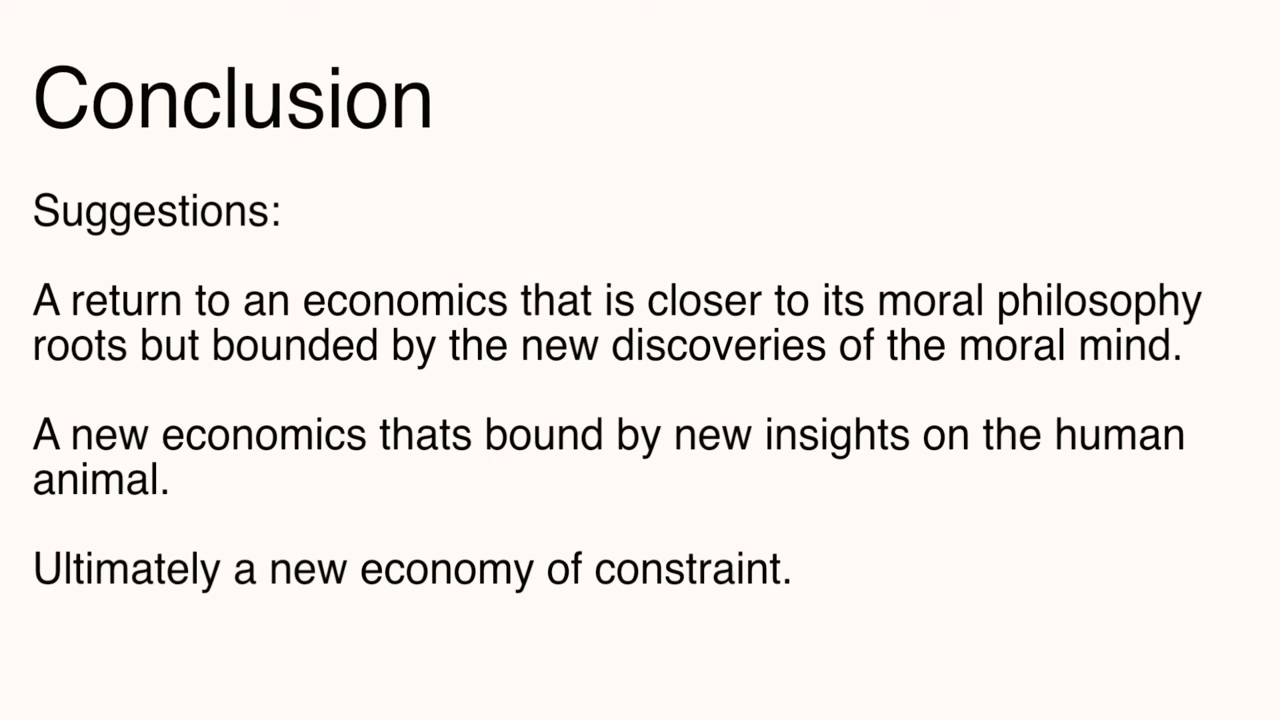 Conclusion
Suggestions:
A return to an economics that is closer to its moral philosophy
roots but bounded by the new discoveries of the moral mind.
A new economics thats bound by new insights on the human
animal.
Ultimately a new economy of constraint.